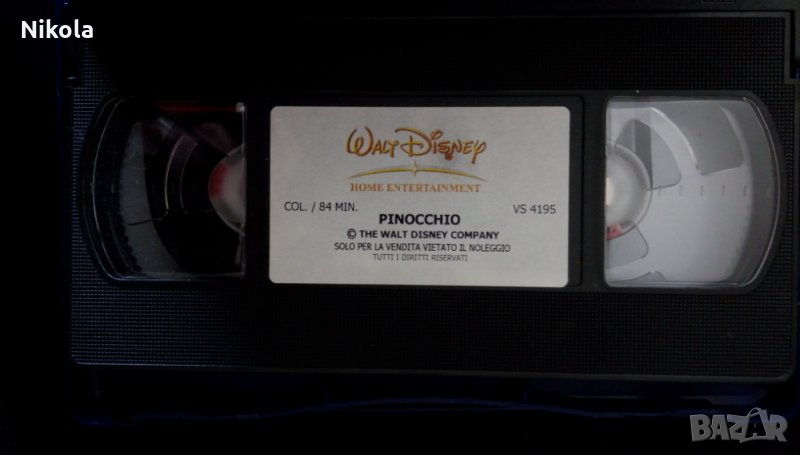 Nikola
WALT DISNEY
HOME ENTERTAINMENT
COL. / 84 MIN. VS 4195
PINOCCHIO
© THE WALT DISNEY COMPANY
SOLO PER LA VENDITA VIETATO IL NOLEGGIO
TUTTI I DIRITTI RISERVATI
BAZAR